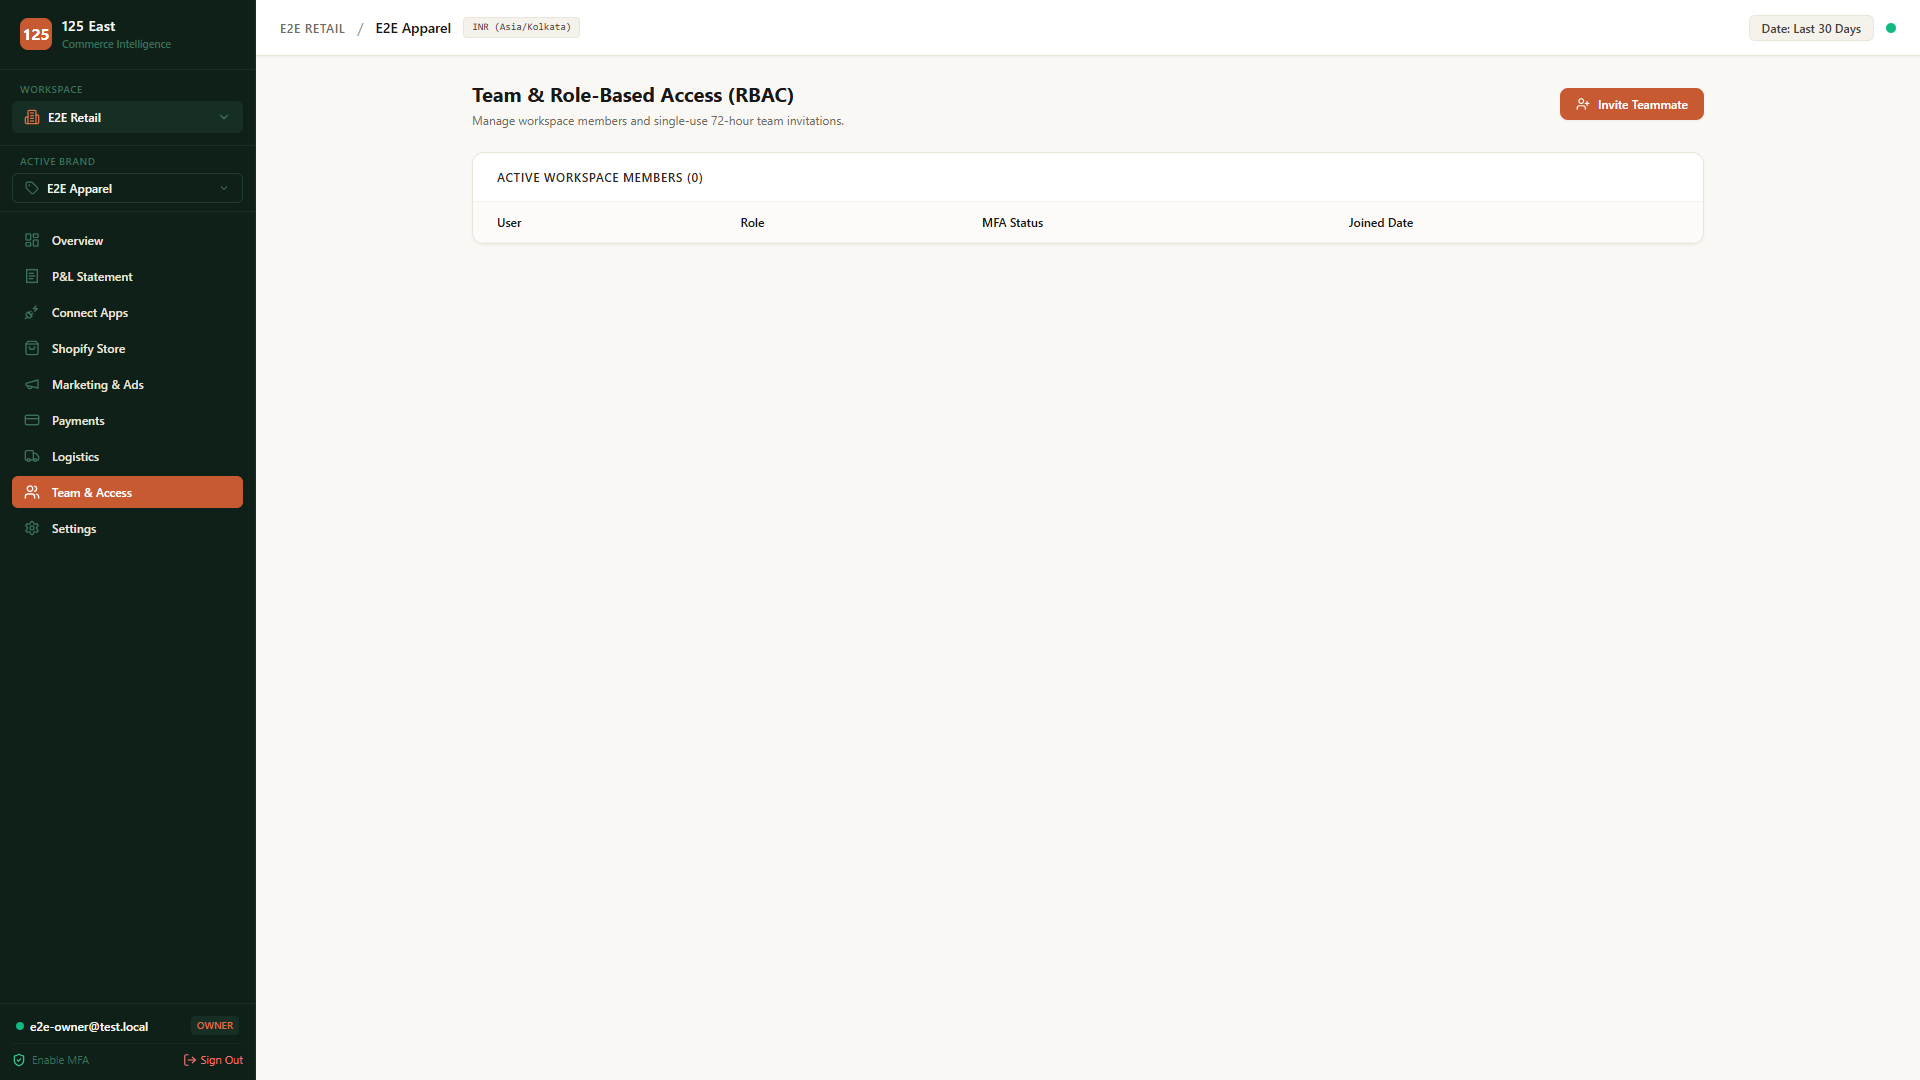 125
125 East
Commerce Intelligence
WORKSPACE
E2E Retail
ACTIVE BRAND
E2E Apparel
Overview
P&L Statement
Connect Apps
Shopify Store
Marketing & Ads
Payments
Logistics
Team & Access
Settings
e2e-owner@test.local OWNER
Enable MFA Sign Out
E2E RETAIL / E2E Apparel INR (Asia/Kolkata) Date: Last 30 Days
Team & Role-Based Access (RBAC)
Manage workspace members and single-use 72-hour team invitations.
Invite Teammate
ACTIVE WORKSPACE MEMBERS (0)
User Role MFA Status Joined Date